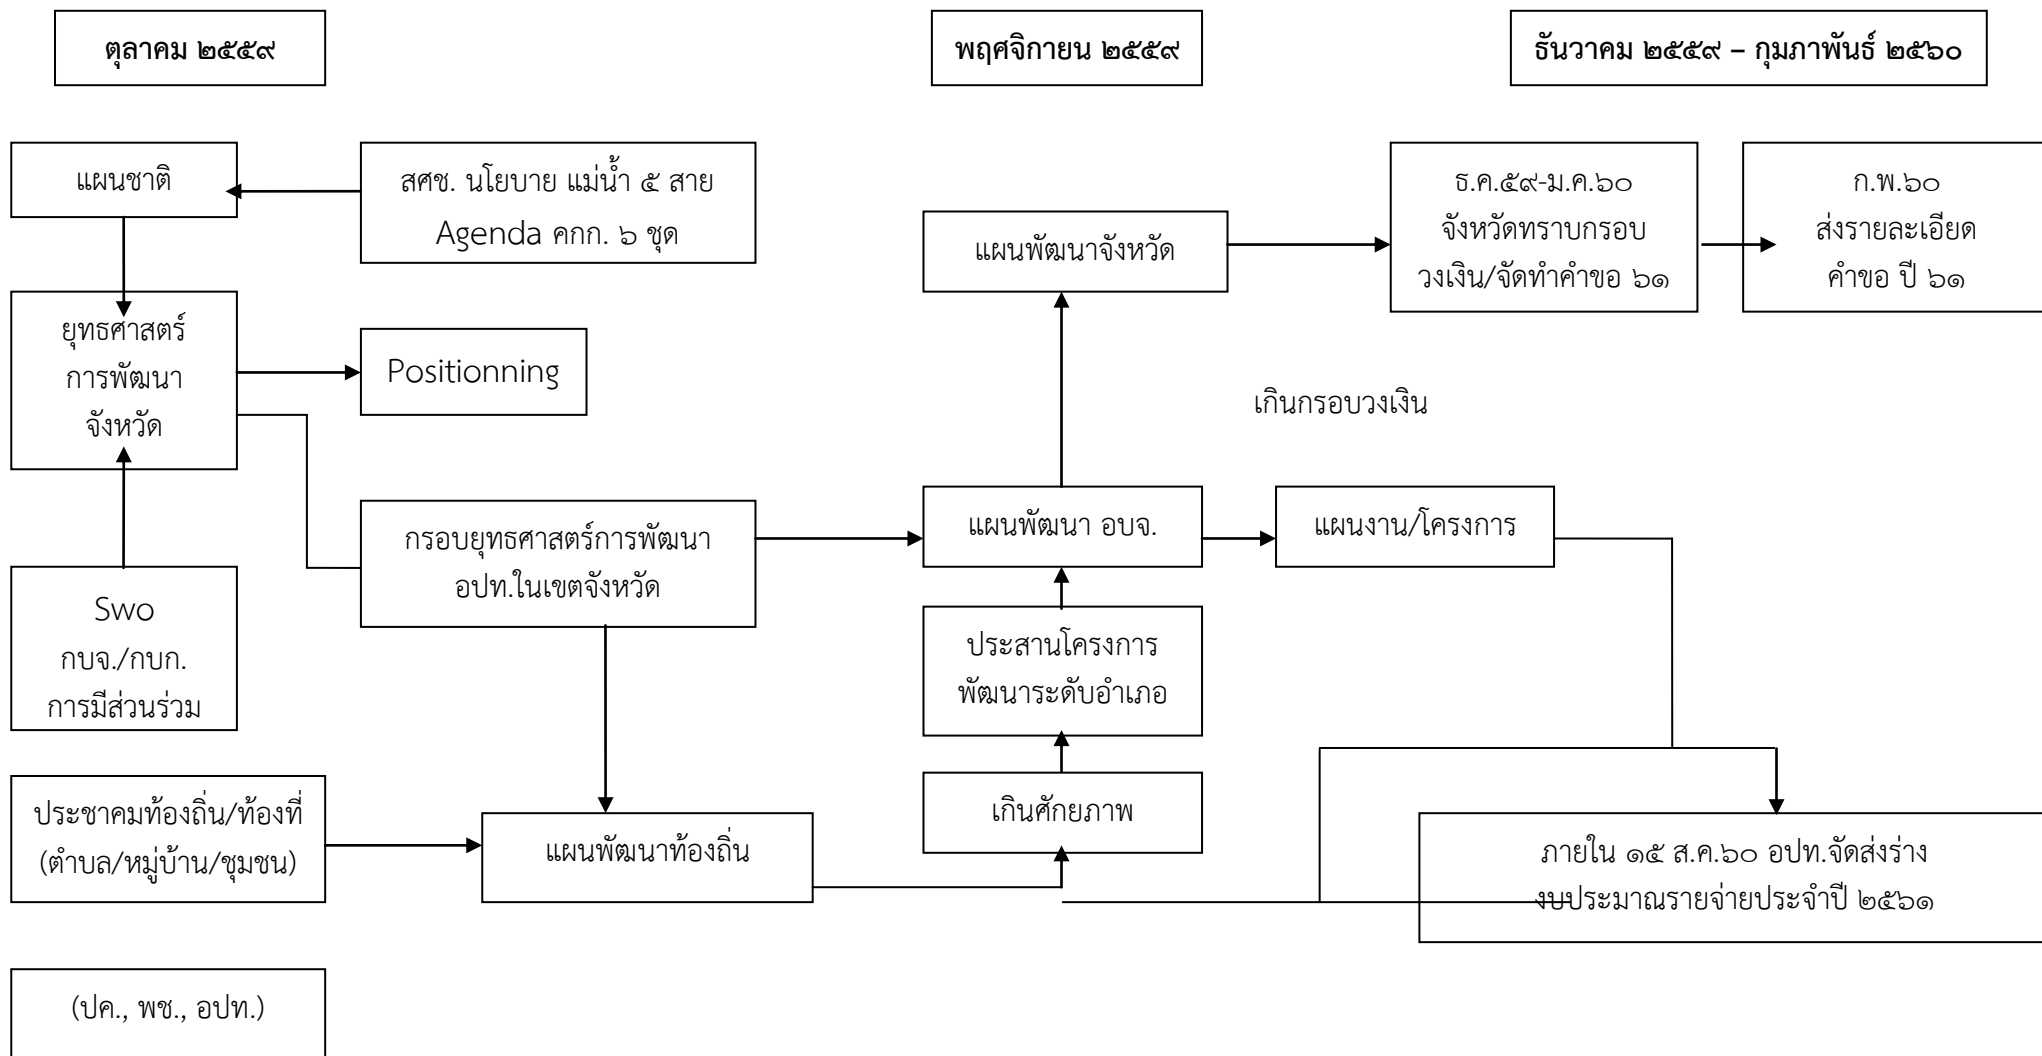 ตุลาคม ๒๕๕๙
พฤศจิกายน ๒๕๕๙
ธันวาคม ๒๕๕๙ – กุมภาพันธ์ ๒๕๖๐
แผนชาติ
สศช. นโยบาย แม่น้ำ ๕ สาย
Agenda คกก. ๖ ชุด
แผนพัฒนาจังหวัด
ธ.ค.๕๙-ม.ค.๖๐
จังหวัดทราบกรอบ
วงเงิน/จัดทำคำขอ ๖๑
ก.พ.๖๐
ส่งรายละเอียด
คำขอ ปี ๖๑
ยุทธศาสตร์
การพัฒนา
จังหวัด
Positionning
เกินกรอบวงเงิน
กรอบยุทธศาสตร์การพัฒนา
อปท.ในเขตจังหวัด
แผนพัฒนา อบจ.
แผนงาน/โครงการ
Swo
กบจ./กบก.
การมีส่วนร่วม
ประสานโครงการ
พัฒนาระดับอำเภอ
ประชาคมท้องถิ่น/ท้องที่
(ตำบล/หมู่บ้าน/ชุมชน)
แผนพัฒนาท้องถิ่น
เกินศักยภาพ
ภายใน ๑๕ ส.ค.๖๐ อปท.จัดส่งร่าง
งบประมาณรายจ่ายประจำปี ๒๕๖๑
(ปค., พช., อปท.)